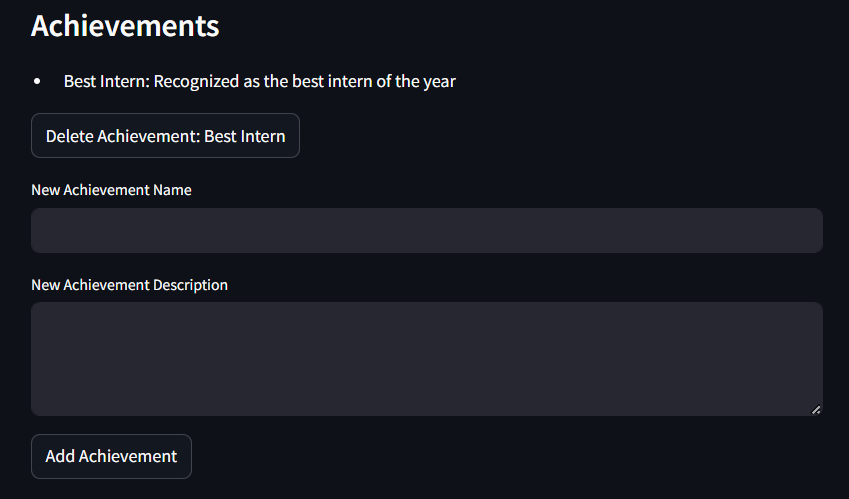 Achievements
• Best Intern: Recognized as the best intern of the year
Delete Achievement: Best Intern
New Achievement Name
New Achievement Description
Add Achievement